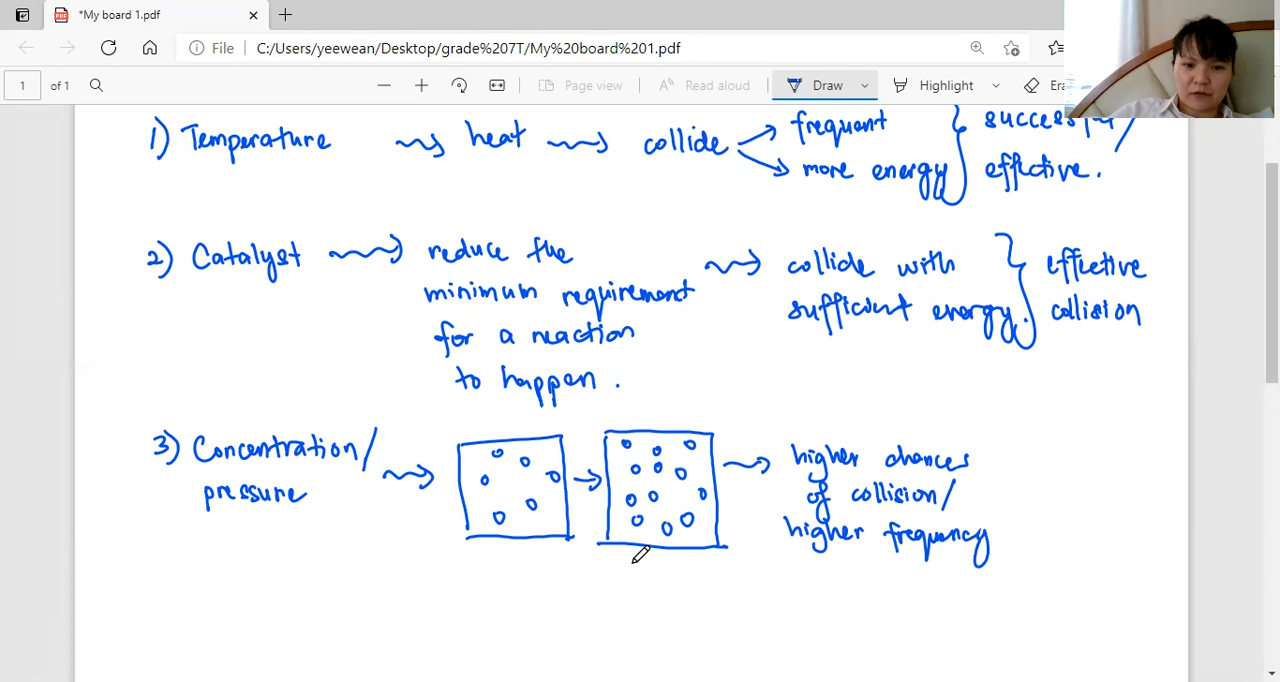 *My board 1.pdf
File C:/Users/yeewean/Desktop/grade%207T/My%20board%201.pdf
1 of 1 Page view Read aloud Draw Highlight
1) Temperature heat collide frequent
more energy effective.
2) Catalyst reduce the
minimum requirement
for a reaction
to happen.
collide with
sufficient energy.
effective
collision
3) Concentration/
pressure
higher chances
of collision/
higher frequency